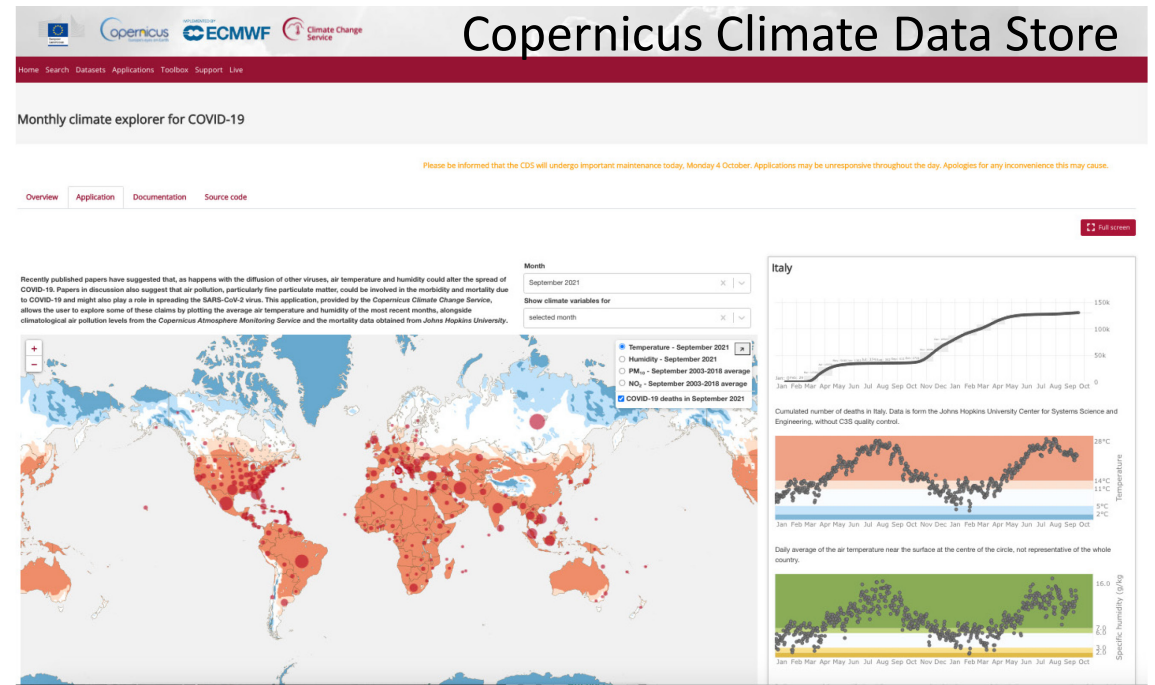 Copernicus Climate Data Store
IMPLEMENTED BY
opernicus
ECMWF
Climate Change
Service
Home Search Datasets Applications Toolbox Support Live
Monthly climate explorer for COVID-19
Please be informed that the CDS will undergo important maintenance today, Monday 4 October. Applications may be unresponsive throughout the day. Apologies for any inconvenience this may cause.
Overview Application Documentation Source code
Full screen
Recently published papers have suggested that, as happens with the diffusion of other viruses, air temperature and humidity could alter the spread of
COVID-19. Papers in discussion also suggest that air pollution, particularly fine particulate matter, could be involved in the morbidity and mortality due
to COVID-19 and might also play a role in spreading the SARS-CoV-2 virus. This application, provided by the Copernicus Climate Change Service,
allows the user to explore some of these claims by plotting the average air temperature and humidity of the most recent months, alongside
climatological air pollution levels from the Copernicus Atmosphere Monitoring Service and the mortality data obtained from Johns Hopkins University.
Month
September 2021
Show climate variables for
selected month
+
−
Temperature - September 2021
Humidity - September 2021
PM₁₀ - September 2003-2018 average
NO₂ - September 2003-2018 average
COVID-19 deaths in September 2021
Italy
150k
100k
50k
0
Jan Feb Mar Apr May Jun Jul Aug Sep Oct Nov Dec Jan Feb Mar Apr May Jun Jul Aug Sep Oct
Cumulated number of deaths in Italy. Data is form the Johns Hopkins University Center for Systems Science and
Engineering, without C3S quality control.
28°C
14°C
11°C
5°C
2°C
Temperature
Jan Feb Mar Apr May Jun Jul Aug Sep Oct Nov Dec Jan Feb Mar Apr May Jun Jul Aug Sep Oct
Daily average of the air temperature near the surface at the centre of the circle, not representative of the whole
country.
16.0
7.0
6.0
3.0
2.0
Specific humidity (g/kg
Jan Feb Mar Apr May Jun Jul Aug Sep Oct Nov Dec Jan Feb Mar Apr May Jun Jul Aug Sep Oct